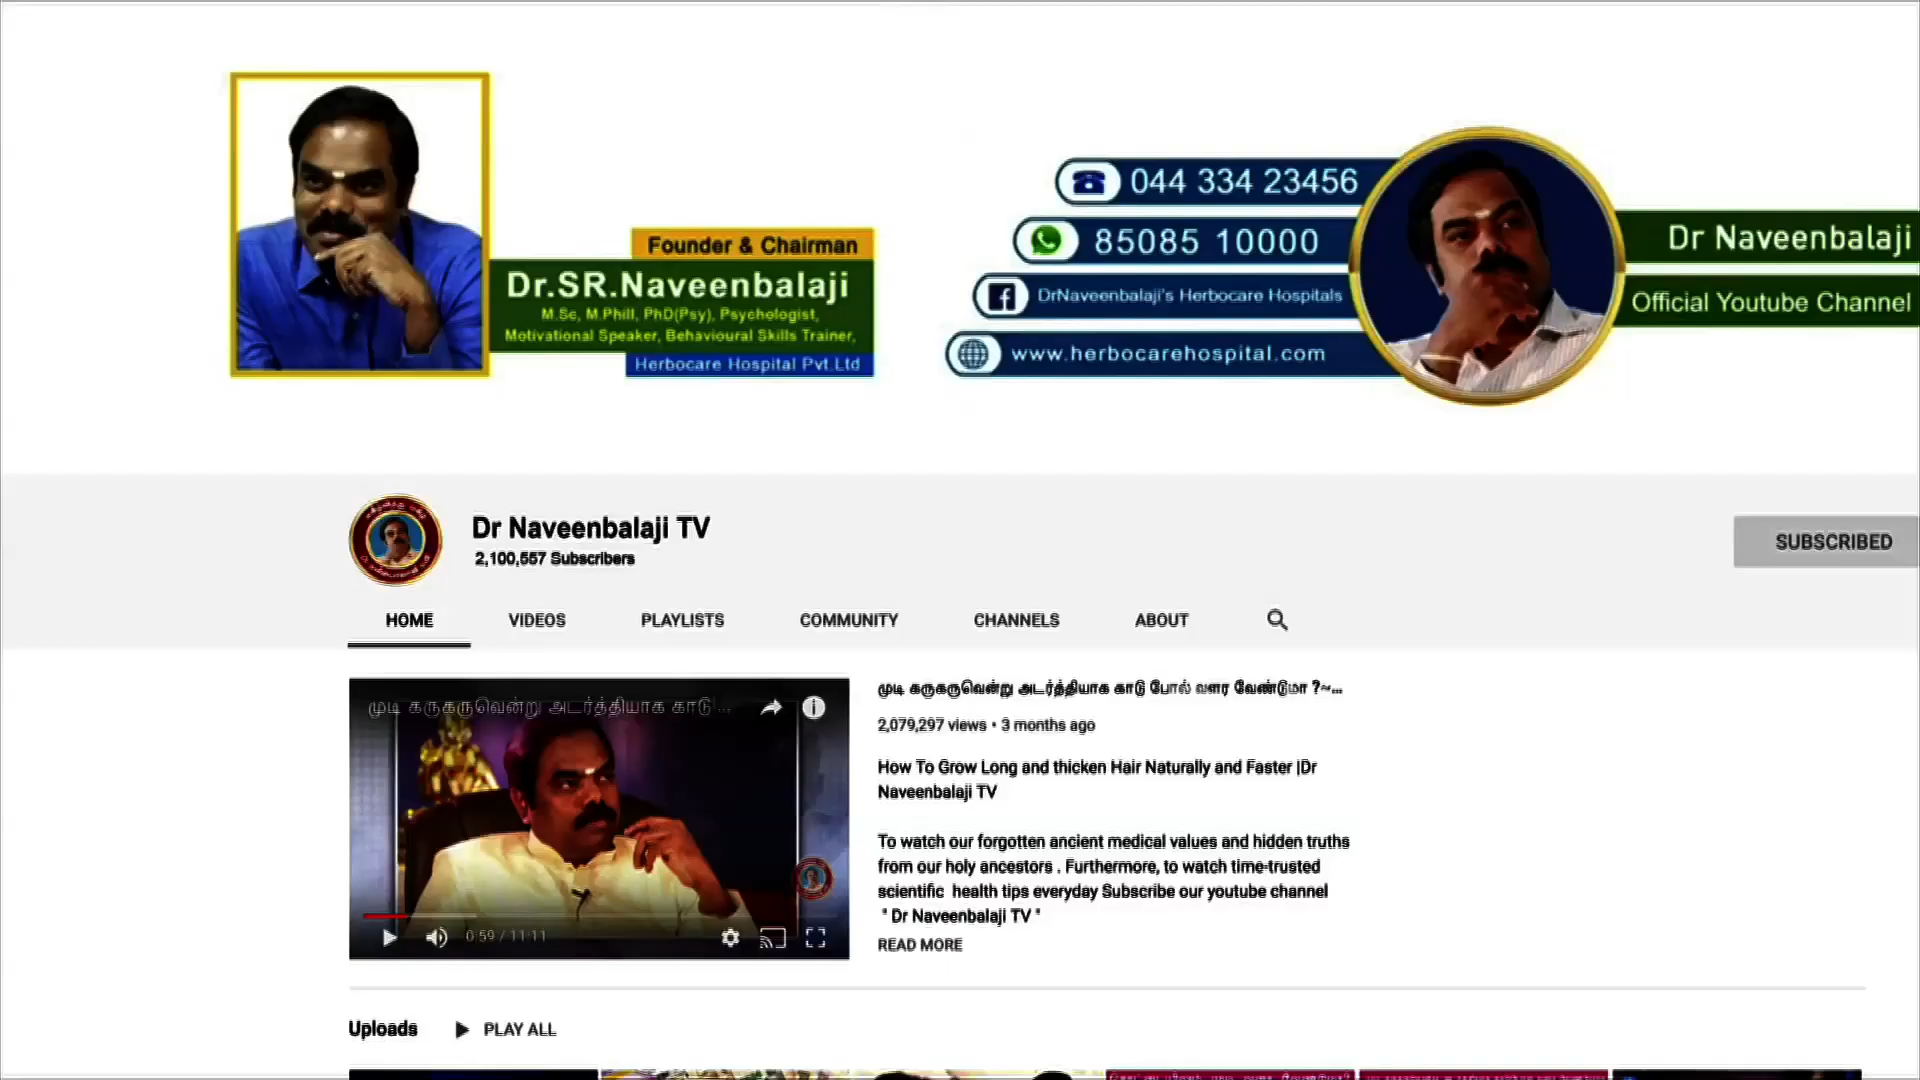 Founder & Chairman
Dr.SR.Naveenbalaji
M.Sc, M.Phill, PhD(Psy), Psychologist,
Motivational Speaker, Behavioural Skills Trainer,
Herbocare Hospital Pvt.Ltd
044 334 23456
85085 10000
DrNaveenbalaji's Herbocare Hospitals
www.herbocarehospital.com
Dr Naveenbalaji
Official Youtube Channel
Dr Naveenbalaji TV
2,100,557 Subscribers
SUBSCRIBED
HOME VIDEOS PLAYLISTS COMMUNITY CHANNELS ABOUT
முடி கருகருவென்று அடர்த்தியாக காடு ...
0:59 / 11:11
முடி கருகருவென்று அடர்த்தியாக காடு போல் வளர வேண்டுமா ?~...
2,079,297 views • 3 months ago
How To Grow Long and thicken Hair Naturally and Faster |Dr
Naveenbalaji TV
To watch our forgotten ancient medical values and hidden truths
from our holy ancestors . Furthermore, to watch time-trusted
scientific health tips everyday Subscribe our youtube channel
" Dr Naveenbalaji TV "
READ MORE
Uploads PLAY ALL